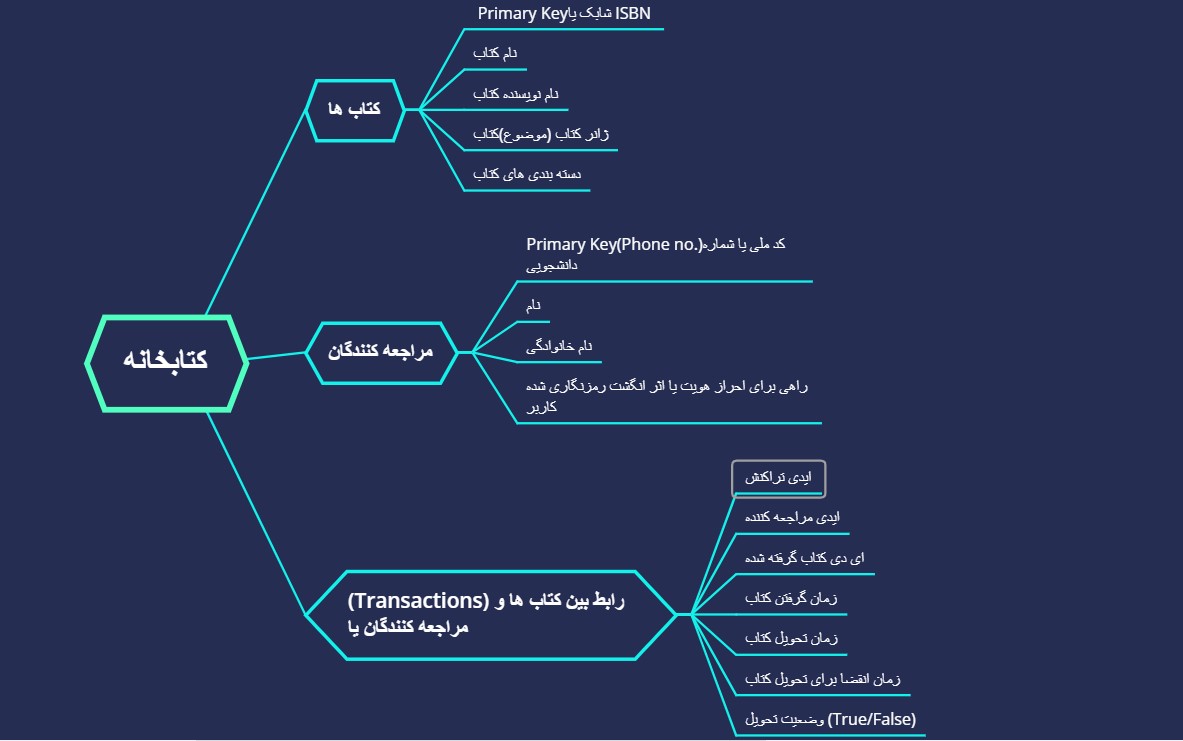 کتابخانه
کتاب ها
شابک یا ISBN Primary Key
نام کتاب
نام نویسنده کتاب
ژانر کتاب (موضوع)کتاب
دسته بندی های کتاب
مراجعه کنندگان
Primary Key(Phone no.)کد ملی یا شماره
دانشجویی
نام
نام خانوادگی
راهی برای احراز هویت یا اثر انگشت رمزنگاری شده
کاربر
رابط بین کتاب ها و (Transactions)
مراجعه کنندگان یا
ایدی تراکنش
ایدی مراجعه کننده
ای دی کتاب گرفته شده
زمان گرفتن کتاب
زمان تحویل کتاب
زمان انقضا برای تحویل کتاب
وضعیت تحویل (True/False)